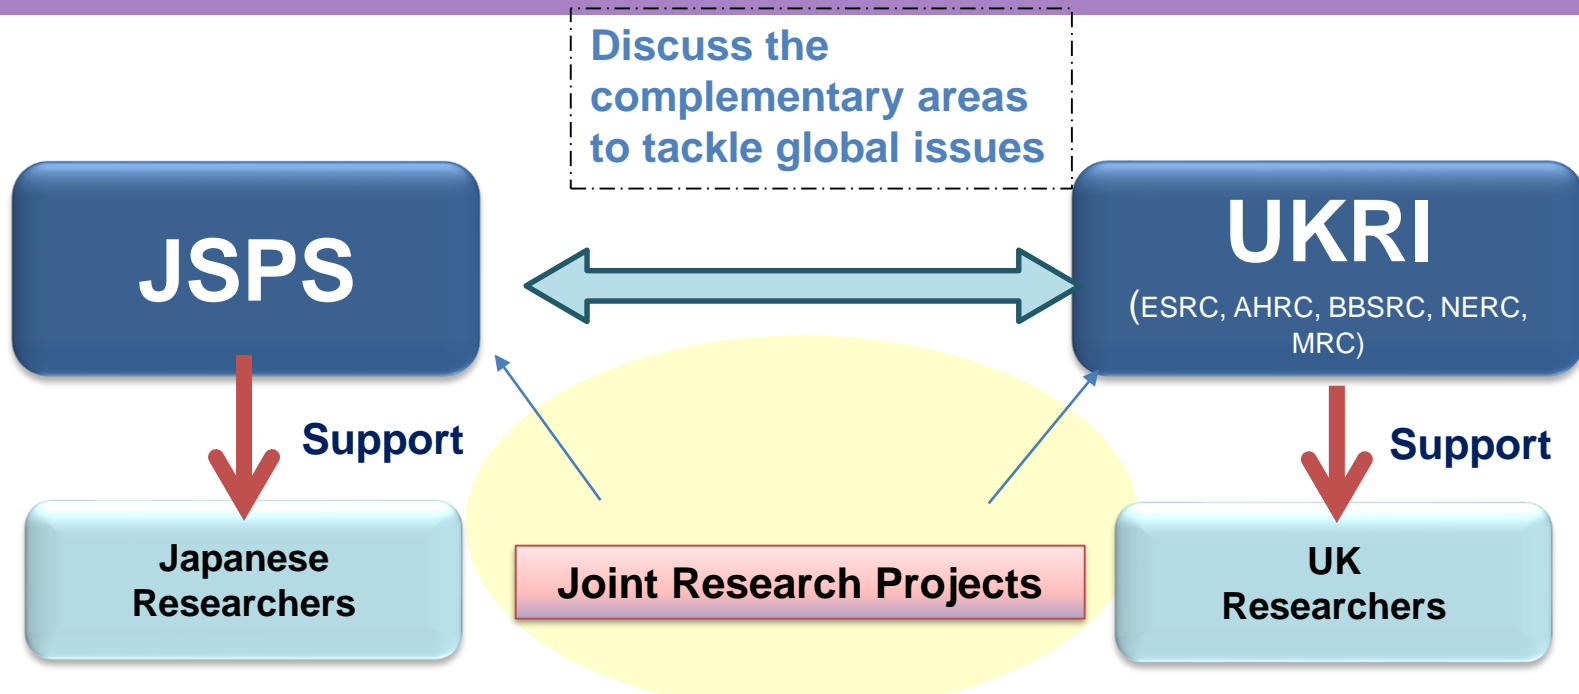 Discuss the
complementary areas
to tackle global issues
JSPS
UKRI
(ESRC, AHRC, BBSRC, NERC,
MRC)
Support
Support
Japanese
Researchers
Joint Research Projects
UK
Researchers